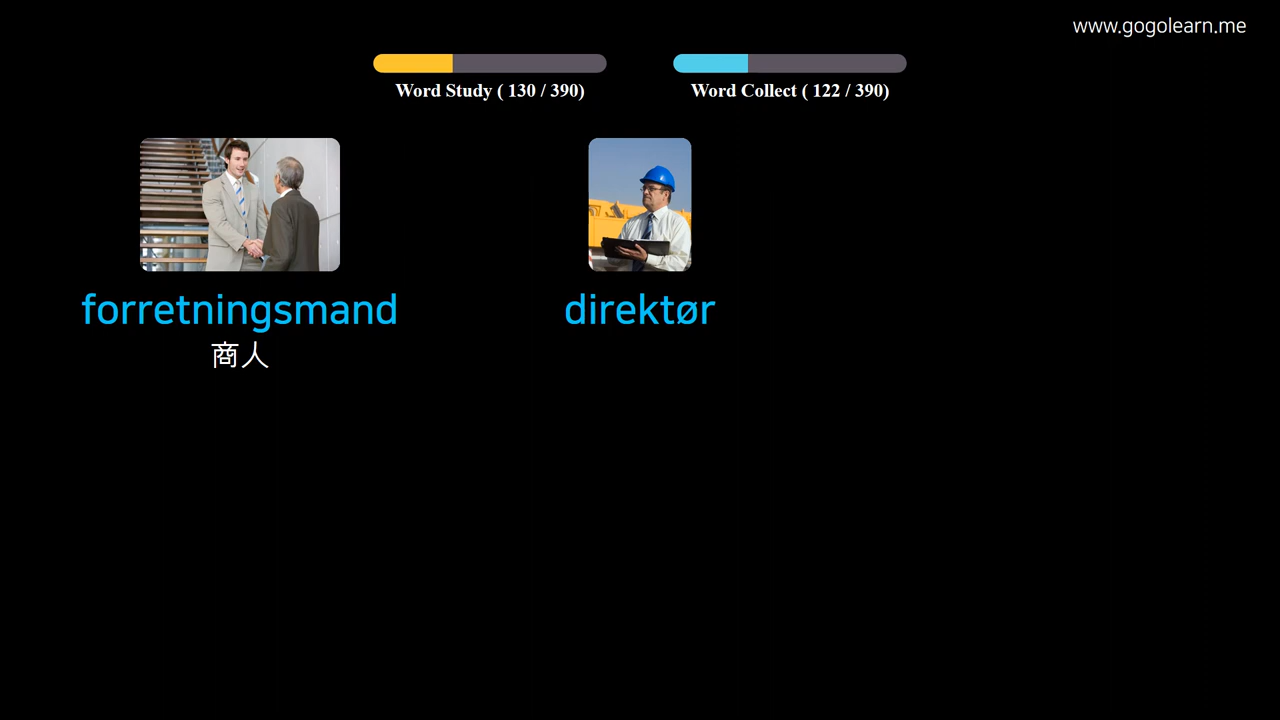 www.gogolearn.me
Word Study ( 130 / 390)
Word Collect ( 122 / 390)
forretningsmand
商人
direktør